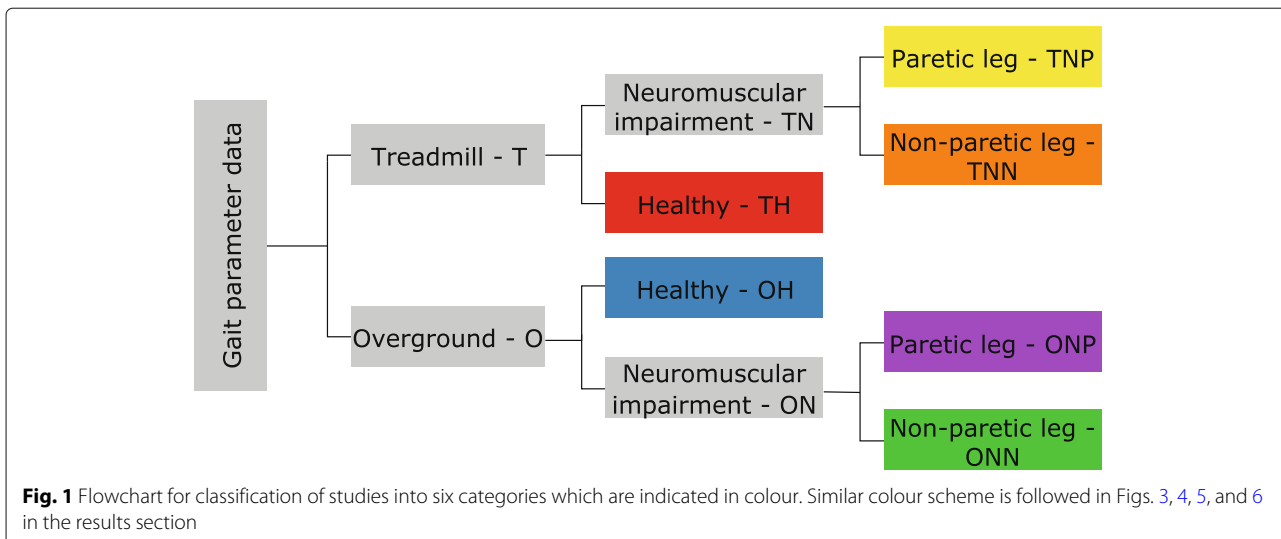 Gait parameter data
Treadmill - T
Overground - O
Neuromuscular
impairment - TN
Healthy - TH
Healthy - OH
Neuromuscular
impairment - ON
Paretic leg - TNP
Non-paretic leg -
TNN
Paretic leg - ONP
Non-paretic leg -
ONN
Fig. 1 Flowchart for classification of studies into six categories which are indicated in colour. Similar colour scheme is followed in Figs. 3, 4, 5, and 6
in the results section